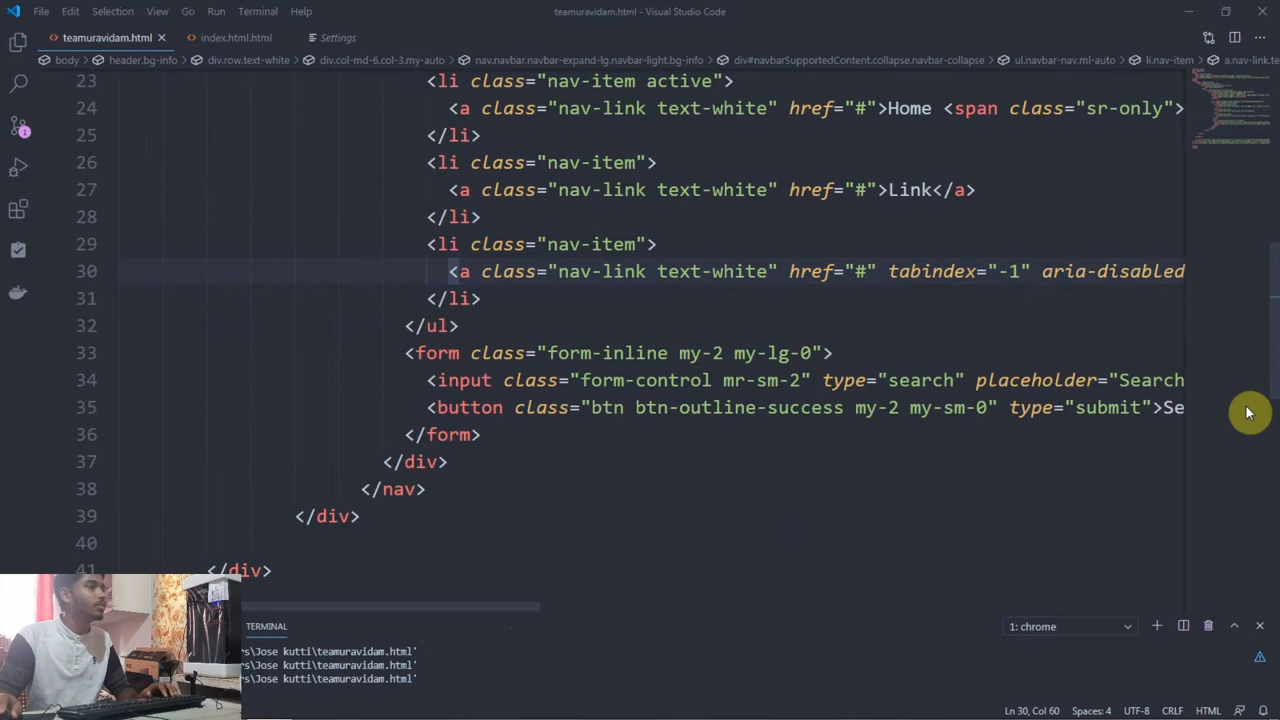 File Edit Selection View Go Run Terminal Help teamuravidam.html - Visual Studio Code
teamuravidam.html index.html.html Settings
body header.bg-info div.row.text-white div.col-md-6.col-3.my-auto nav.navbar.navbar-expand-lg.navbar-light.bg-info div#navbarSupportedContent.collapse.navbar-collapse ul.navbar-nav.ml-auto li.nav-item a.nav-link.te
23 <li class="nav-item active">
24 <a class="nav-link text-white" href="#">Home <span class="sr-only">
25 </li>
26 <li class="nav-item">
27 <a class="nav-link text-white" href="#">Link</a>
28 </li>
29 <li class="nav-item">
30 <a class="nav-link text-white" href="#" tabindex="-1" aria-disabled
31 </li>
32 </ul>
33 <form class="form-inline my-2 my-lg-0">
34 <input class="form-control mr-sm-2" type="search" placeholder="Search
35 <button class="btn btn-outline-success my-2 my-sm-0" type="submit">Se
36 </form>
37 </div>
38 </nav>
39 </div>
40
41 </div>
TERMINAL 1: chrome
rs\Jose kutti\teamuravidam.html'
rs\Jose kutti\teamuravidam.html'
rs\Jose kutti\teamuravidam.html'
Ln 30, Col 60 Spaces: 4 UTF-8 CRLF HTML